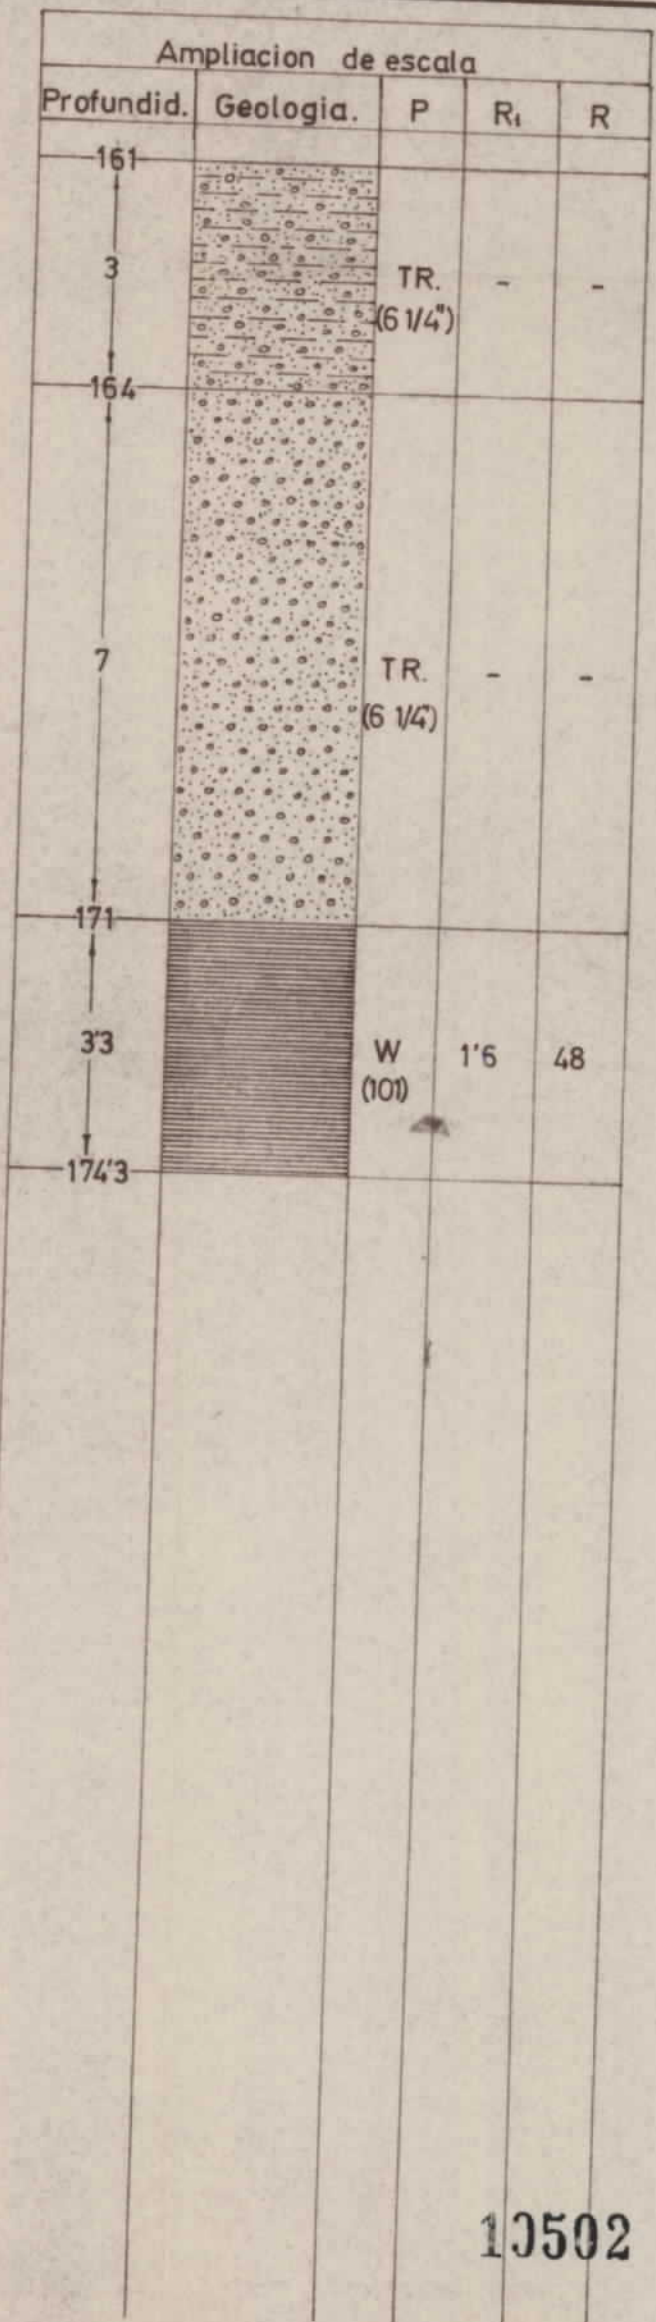 Ampliacion de escala
Profundid. Geologia. P R₁ R
161
3 TR. - -
(6 1/4")
164
7 TR. - -
(6 1/4")
171
3'3 W 1'6 48
(101)
174'3
10502